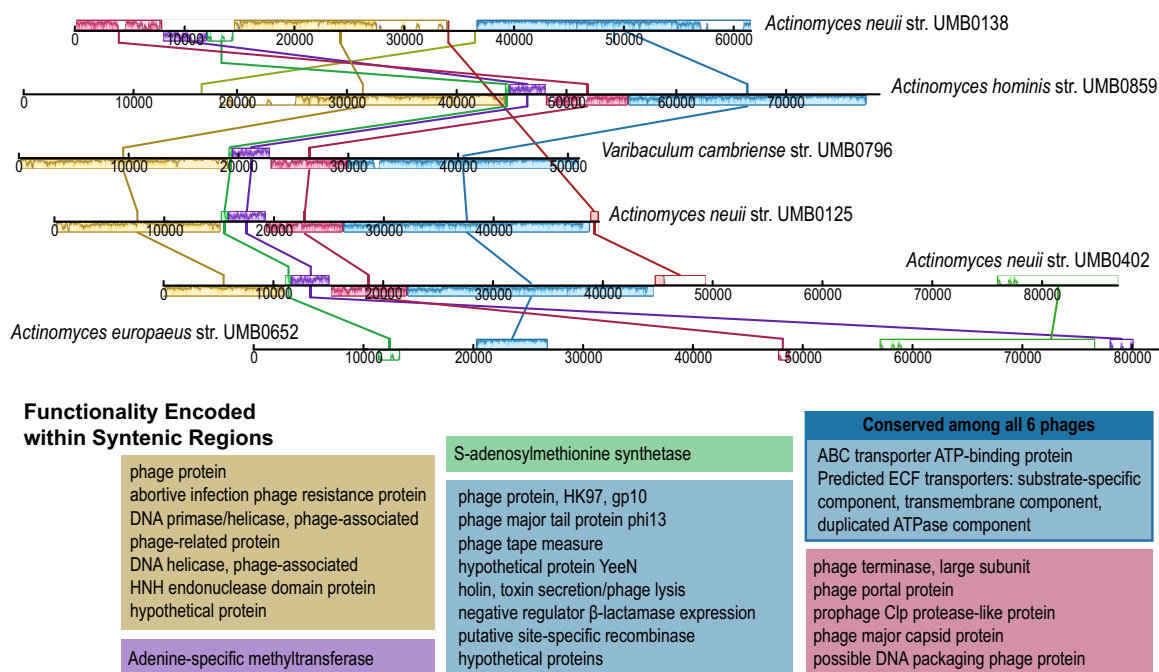 Actinomyces neuii str. UMB0138
10000 20000 30000 40000 50000 60000
Actinomyces hominis str. UMB0859
0 10000 20000 30000 40000 50000 60000 70000
Varibaculum cambriense str. UMB0796
0 10000 20000 30000 40000 50000
Actinomyces neuii str. UMB0125
0 10000 20000 30000 40000
Actinomyces neuii str. UMB0402
0 10000 20000 30000 40000 50000 60000 70000 80000
Actinomyces europaeus str. UMB0652
0 10000 20000 30000 40000 50000 60000 70000 80000
Functionality Encoded
within Syntenic Regions
phage protein
abortive infection phage resistance protein
DNA primase/helicase, phage-associated
phage-related protein
DNA helicase, phage-associated
HNH endonuclease domain protein
hypothetical protein
Adenine-specific methyltransferase
S-adenosylmethionine synthetase
phage protein, HK97, gp10
phage major tail protein phi13
phage tape measure
hypothetical protein YeeN
holin, toxin secretion/phage lysis
negative regulator β-lactamase expression
putative site-specific recombinase
hypothetical proteins
Conserved among all 6 phages
ABC transporter ATP-binding protein
Predicted ECF transporters: substrate-specific
component, transmembrane component,
duplicated ATPase component
phage terminase, large subunit
phage portal protein
prophage Clp protease-like protein
phage major capsid protein
possible DNA packaging phage protein